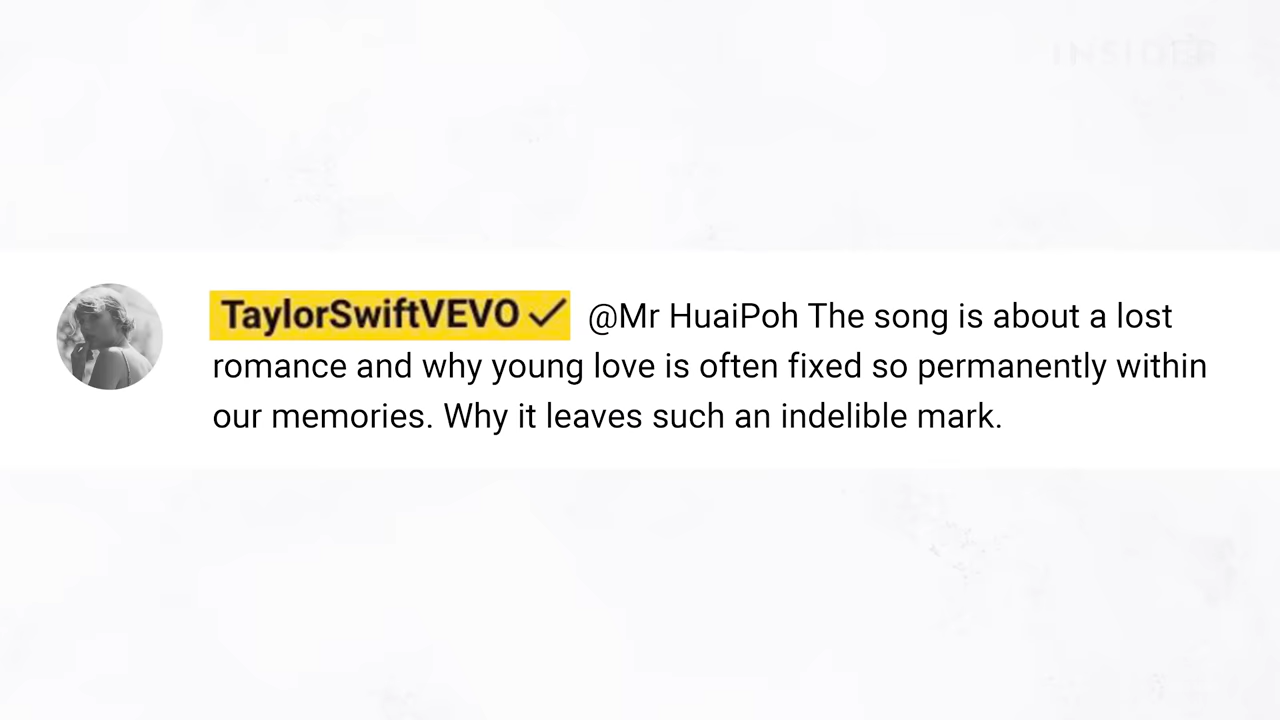 INSIDER
TaylorSwiftVEVO ✓ @Mr HuaiPoh The song is about a lost
romance and why young love is often fixed so permanently within
our memories. Why it leaves such an indelible mark.